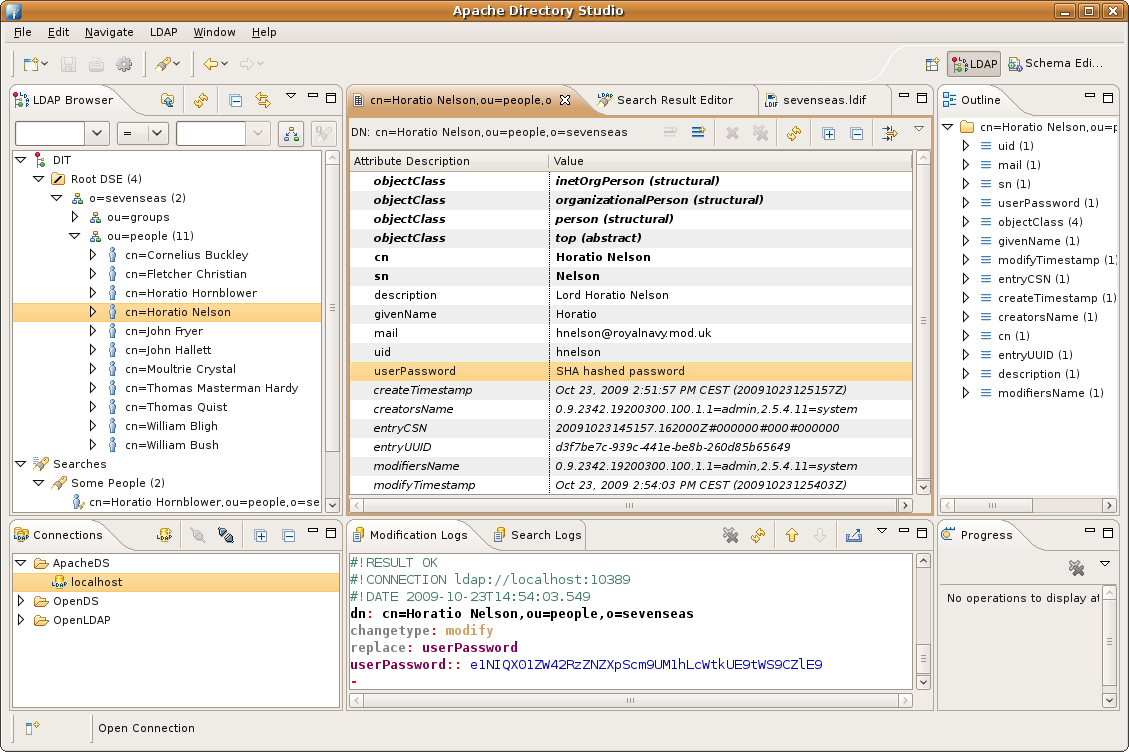 Apache Directory Studio
File Edit Navigate LDAP Window Help
LDAP Schema Edi...
LDAP Browser
=
DIT
Root DSE (4)
o=sevenseas (2)
ou=groups
ou=people (11)
cn=Cornelius Buckley
cn=Fletcher Christian
cn=Horatio Hornblower
cn=Horatio Nelson
cn=John Fryer
cn=John Hallett
cn=Moultrie Crystal
cn=Thomas Masterman Hardy
cn=Thomas Quist
cn=William Bligh
cn=William Bush
Searches
Some People (2)
cn=Horatio Hornblower,ou=people,o=se
cn=Horatio Nelson,ou=people,o Search Result Editor sevenseas.ldif
DN: cn=Horatio Nelson,ou=people,o=sevenseas
Attribute Description Value
objectClass inetOrgPerson (structural)
objectClass organizationalPerson (structural)
objectClass person (structural)
objectClass top (abstract)
cn Horatio Nelson
sn Nelson
description Lord Horatio Nelson
givenName Horatio
mail hnelson@royalnavy.mod.uk
uid hnelson
userPassword SHA hashed password
createTimestamp Oct 23, 2009 2:51:57 PM CEST (20091023125157Z)
creatorsName 0.9.2342.19200300.100.1.1=admin,2.5.4.11=system
entryCSN 20091023145157.162000Z#000000#000#000000
entryUUID d3f7be7c-939c-441e-be8b-260d85b65649
modifiersName 0.9.2342.19200300.100.1.1=admin,2.5.4.11=system
modifyTimestamp Oct 23, 2009 2:54:03 PM CEST (20091023125403Z)
Outline
cn=Horatio Nelson,ou=p
uid (1)
mail (1)
sn (1)
userPassword (1)
objectClass (4)
givenName (1)
modifyTimestamp (1)
entryCSN (1)
createTimestamp (1)
creatorsName (1)
cn (1)
entryUUID (1)
description (1)
modifiersName (1)
Connections
ApacheDS
localhost
OpenDS
OpenLDAP
Modification Logs Search Logs
#!RESULT OK
#!CONNECTION ldap://localhost:10389
#!DATE 2009-10-23T14:54:03.549
dn: cn=Horatio Nelson,ou=people,o=sevenseas
changetype: modify
replace: userPassword
userPassword:: e1NIQX01ZW42RzZNZXpScm9UM1hLcWtkUE9tWS9CZlE9
-
Progress
No operations to display at
Open Connection